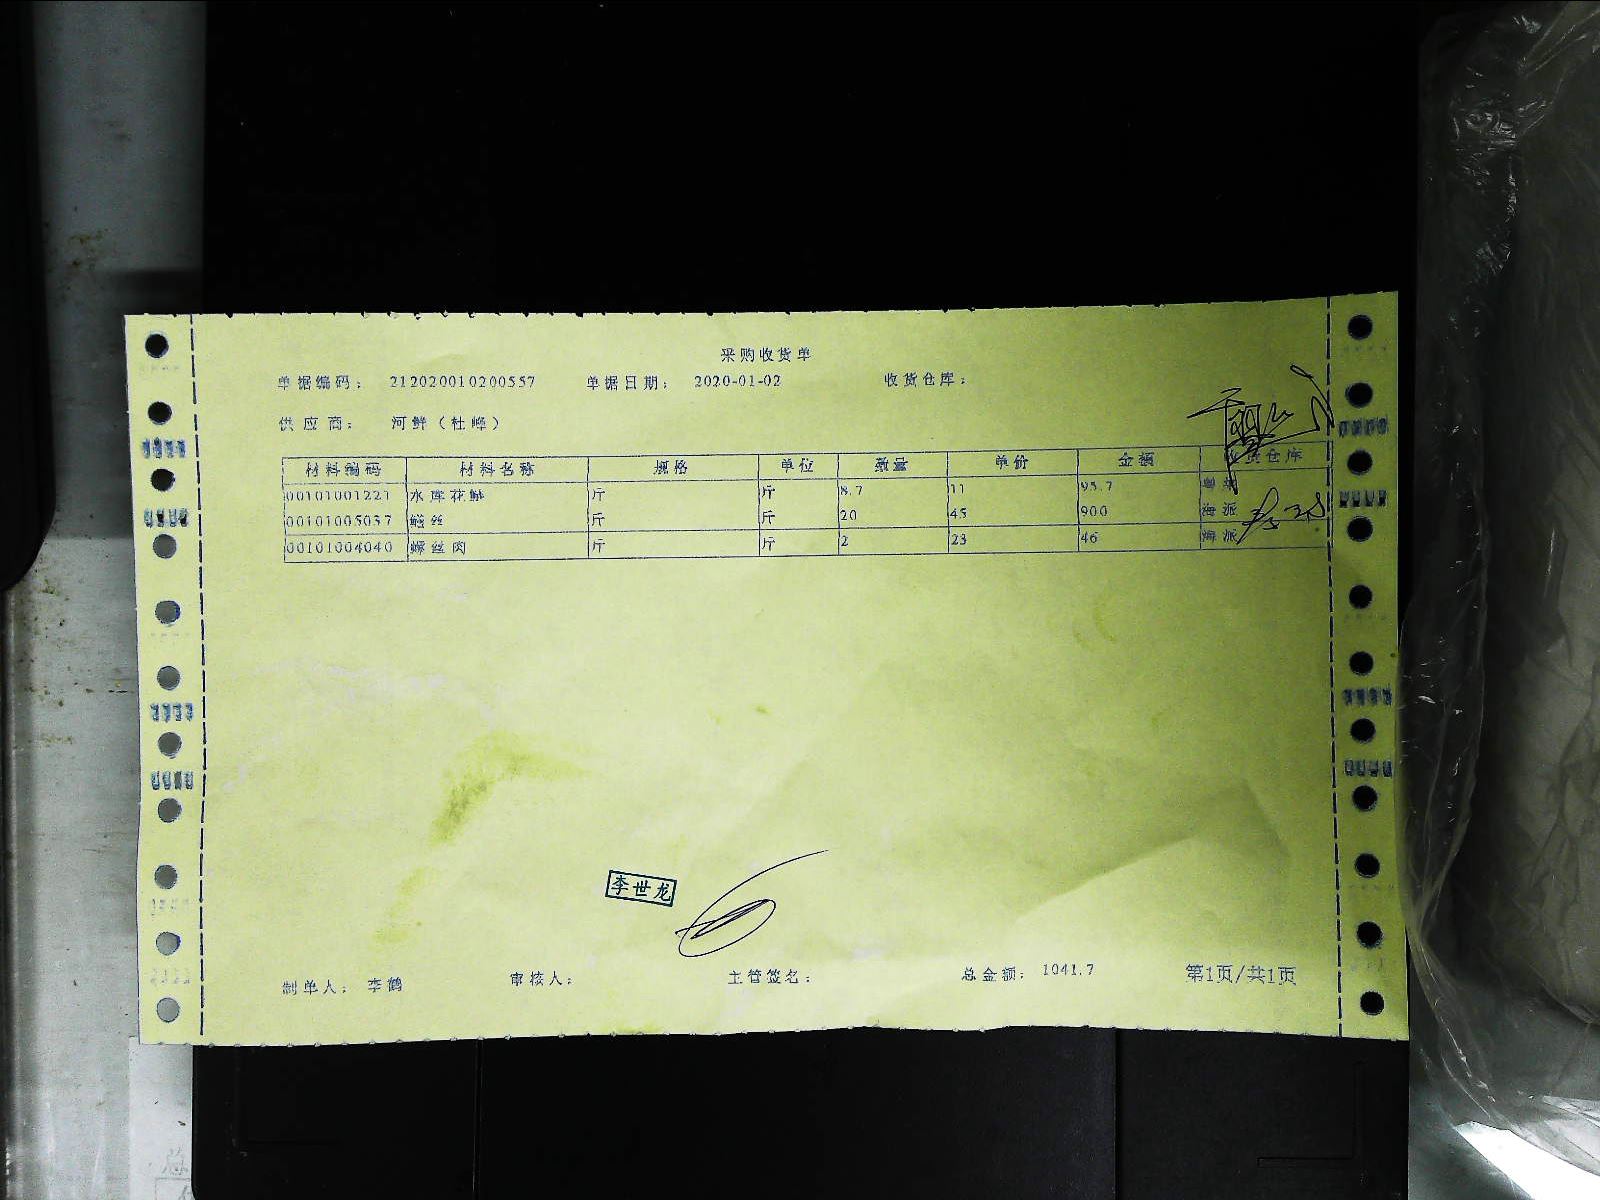 采购收货单
单据编码： 212020010200557 单据日期： 2020-01-02 收货仓库：
供应商： 河鲜（杜峰）
材料编码 材料名称 规格 单位 数量 单价 金额 收货仓库
00101001221 水库花鲢 斤 斤 8.7 11 95.7 粤
00101005037 鳝丝 斤 斤 20 45 900 海派
00101004040 螺丝肉 斤 斤 2 23 46 海派
李世龙
制单人： 李鹤 审核人： 主管签名： 总金额： 1041.7 第1页/共1页